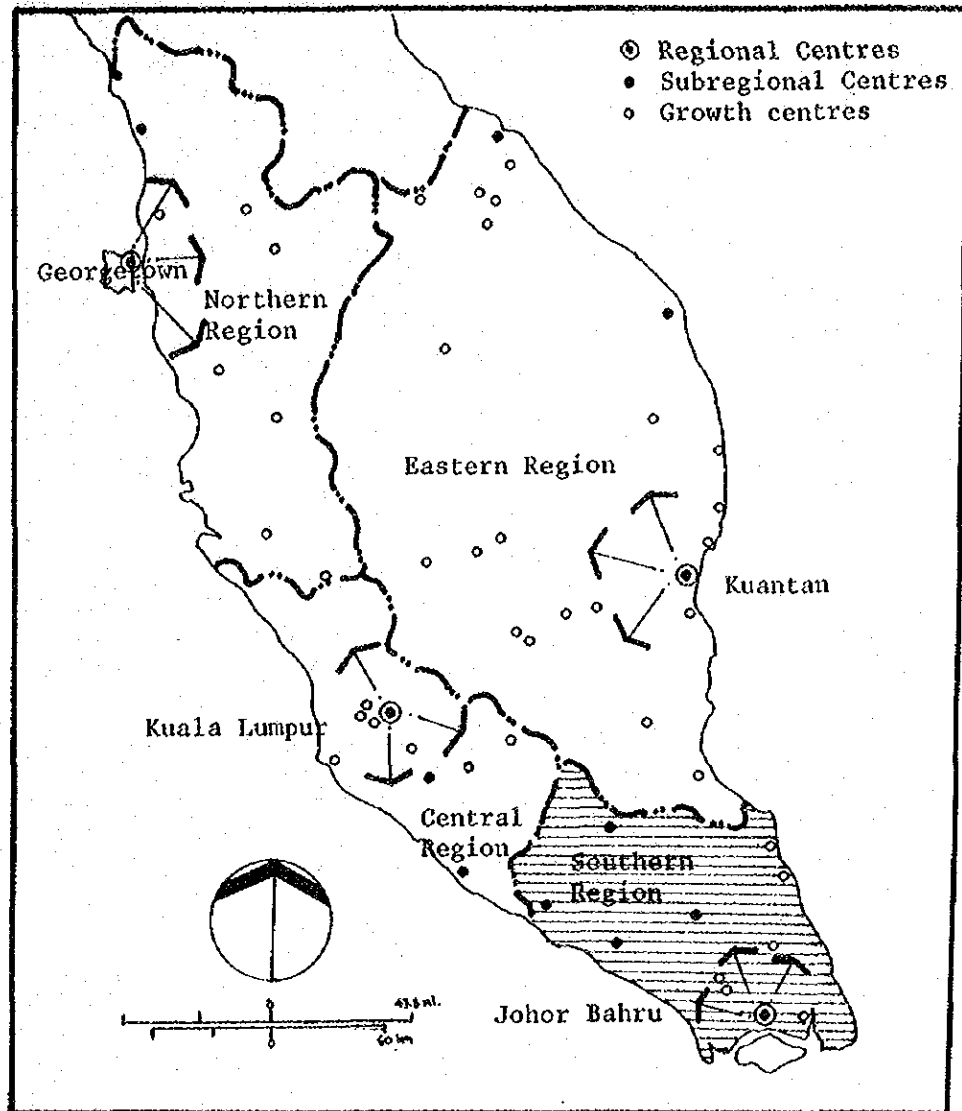 Regional Centres
Subregional Centres
Growth centres
Georgetown
Northern
Region
Eastern Region
Kuantan
Kuala Lumpur
Central
Region
Southern
Region
Johor Bahru
60 km